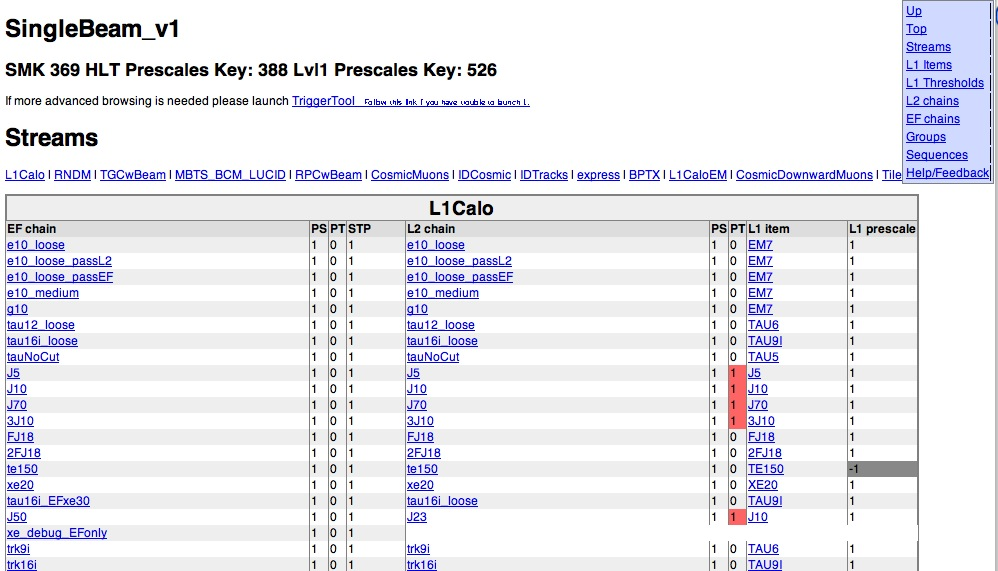 SingleBeam_v1
SMK 369 HLT Prescales Key: 388 Lvl1 Prescales Key: 526
If more advanced browsing is needed please launch TriggerTool Follow this link if you have trouble to launch it.
Streams
L1Calo | RNDM | TGCwBeam | MBTS_BCM_LUCID | RPCwBeam | CosmicMuons | IDCosmic | IDTracks | express | BPTX | L1CaloEM | CosmicDownwardMuons | Tile
Up
Top
Streams
L1 Items
L1 Thresholds
L2 chains
EF chains
Groups
Sequences
Help/Feedback
L1Calo
EF chain PS PT STP L2 chain PS PT L1 item L1 prescale
e10_loose 1 0 1 e10_loose 1 0 EM7 1
e10_loose_passL2 1 0 1 e10_loose_passL2 1 0 EM7 1
e10_loose_passEF 1 0 1 e10_loose_passEF 1 0 EM7 1
e10_medium 1 0 1 e10_medium 1 0 EM7 1
g10 1 0 1 g10 1 0 EM7 1
tau12_loose 1 0 1 tau12_loose 1 0 TAU6 1
tau16i_loose 1 0 1 tau16i_loose 1 0 TAU9I 1
tauNoCut 1 0 1 tauNoCut 1 0 TAU5 1
J5 1 0 1 J5 1 1 J5 1
J10 1 0 1 J10 1 1 J10 1
J70 1 0 1 J70 1 1 J70 1
3J10 1 0 1 3J10 1 1 3J10 1
FJ18 1 0 1 FJ18 1 0 FJ18 1
2FJ18 1 0 1 2FJ18 1 0 2FJ18 1
te150 1 0 1 te150 1 0 TE150 -1
xe20 1 0 1 xe20 1 0 XE20 1
tau16i_EFxe30 1 0 1 tau16i_loose 1 0 TAU9I 1
J50 1 0 1 J23 1 1 J10 1
xe_debug_EFonly 1 0 1
trk9i 1 0 1 trk9i 1 0 TAU6 1
trk16i 1 0 1 trk16i 1 0 TAU9I 1